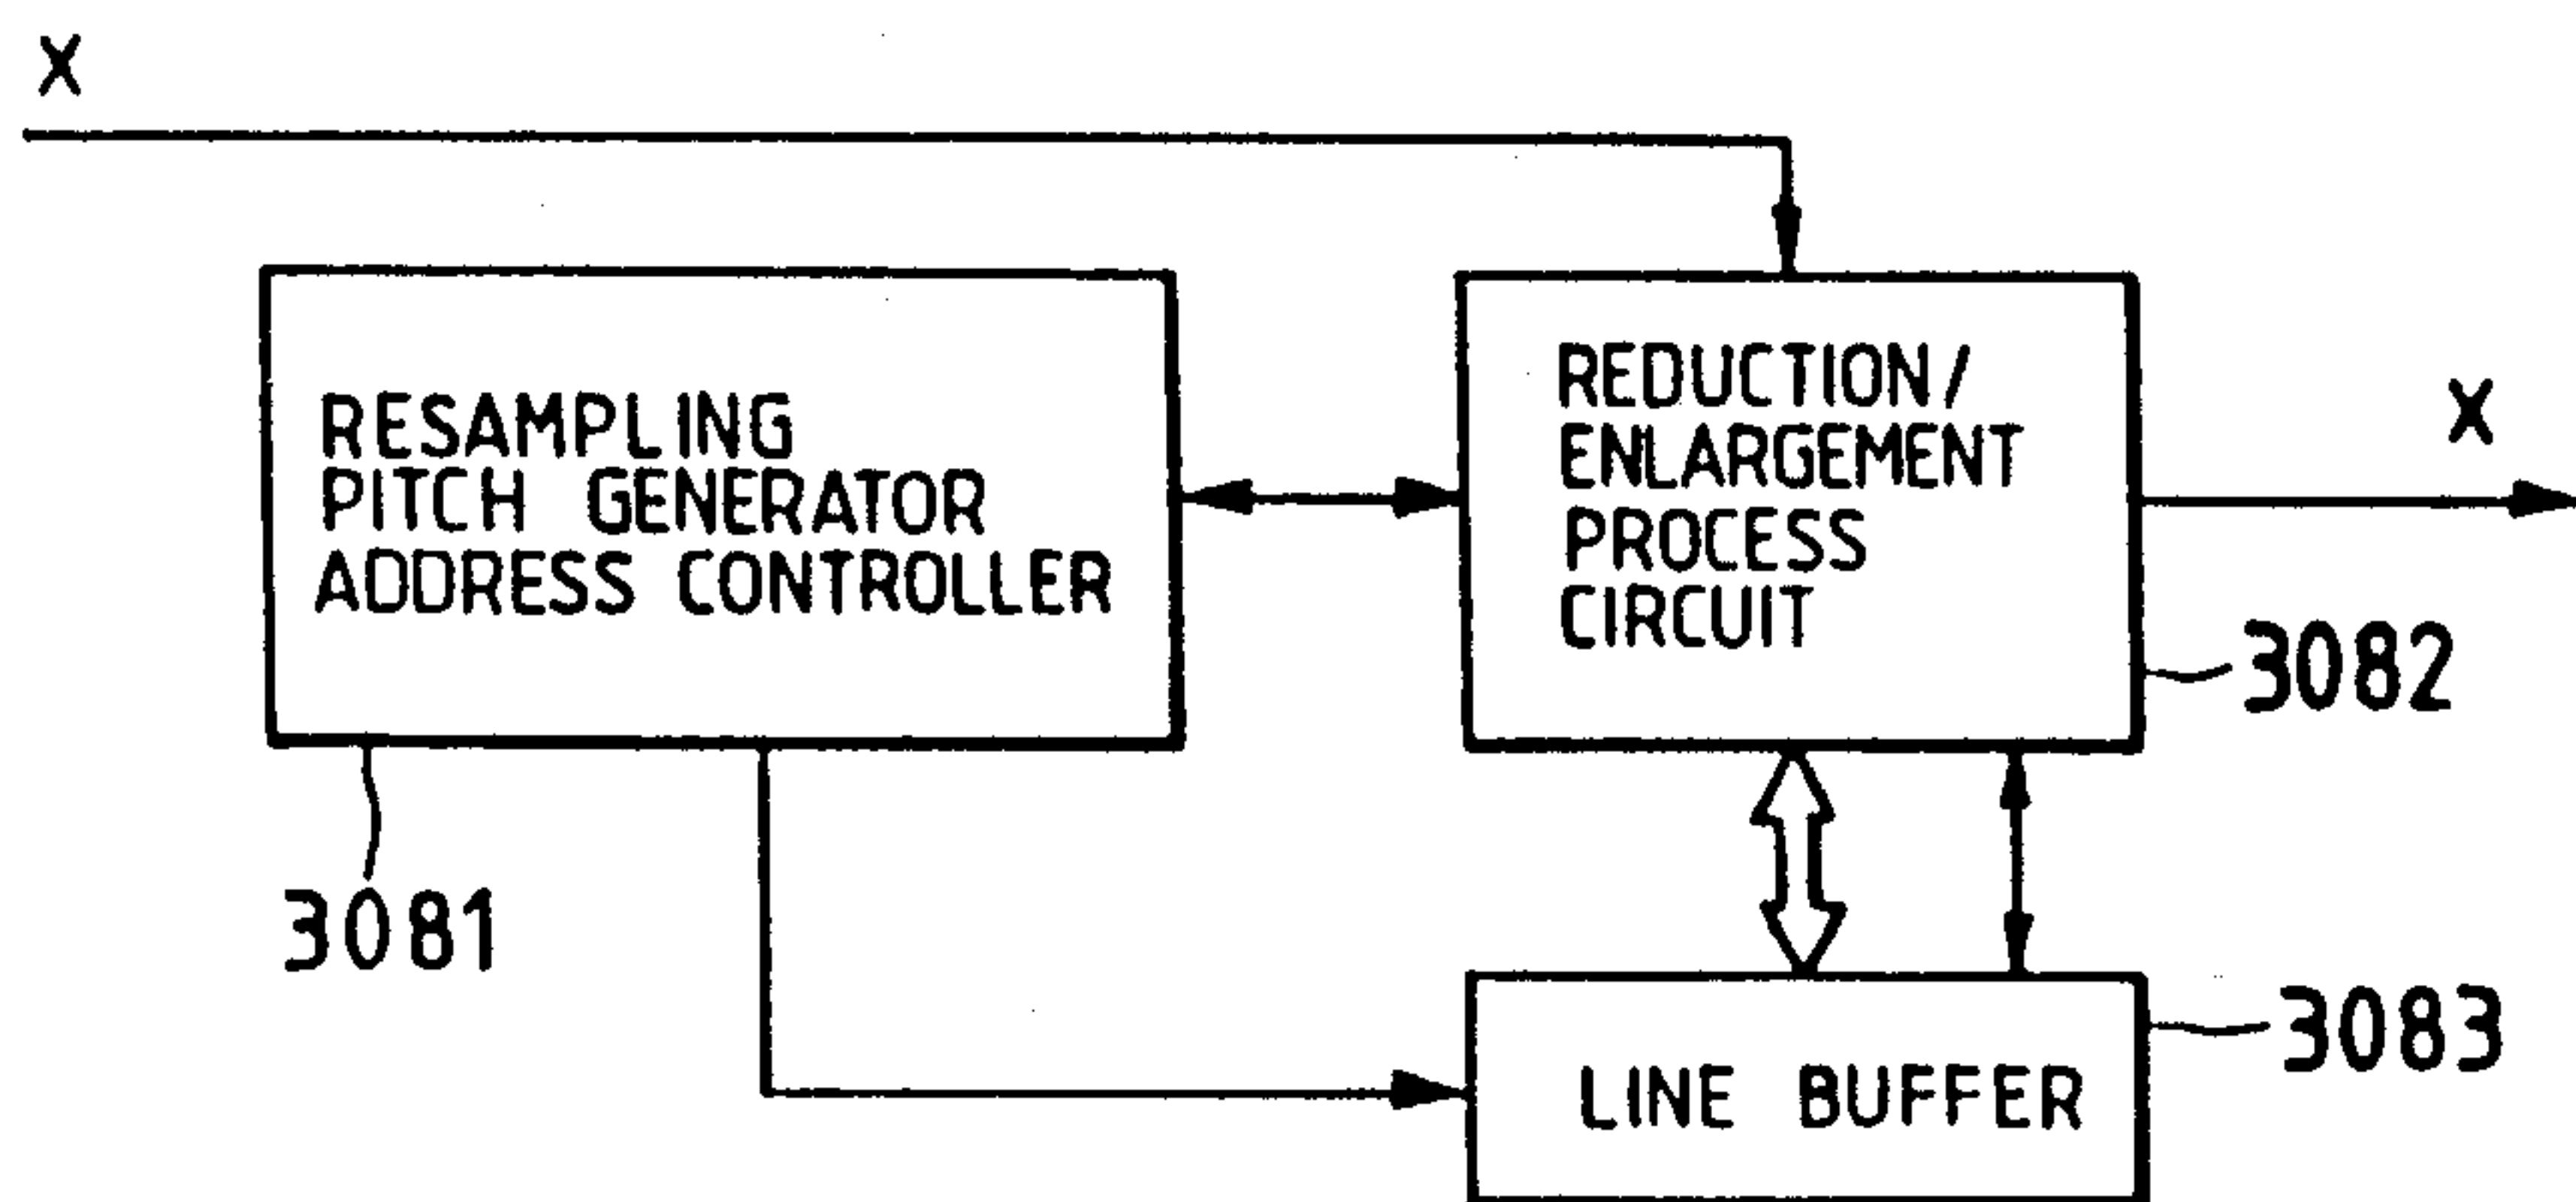 X
RESAMPLING
PITCH GENERATOR
ADDRESS CONTROLLER
3081
REDUCTION/
ENLARGEMENT
PROCESS
CIRCUIT
X
3082
LINE BUFFER
3083